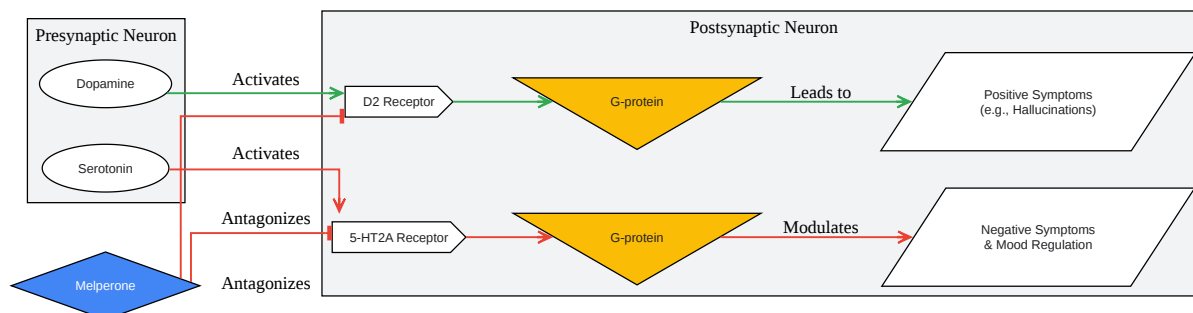 Presynaptic Neuron
Postsynaptic Neuron
Dopamine
Activates
D2 Receptor
G-protein
Leads to
Positive Symptoms
(e.g., Hallucinations)
Serotonin
Activates
Antagonizes
5-HT2A Receptor
G-protein
Modulates
Negative Symptoms
& Mood Regulation
Melperone
Antagonizes